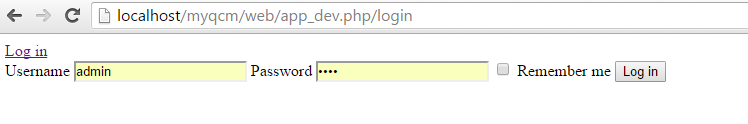 localhost/myqcm/web/app_dev.php/login
Log in
Username admin Password •••• Remember me Log in